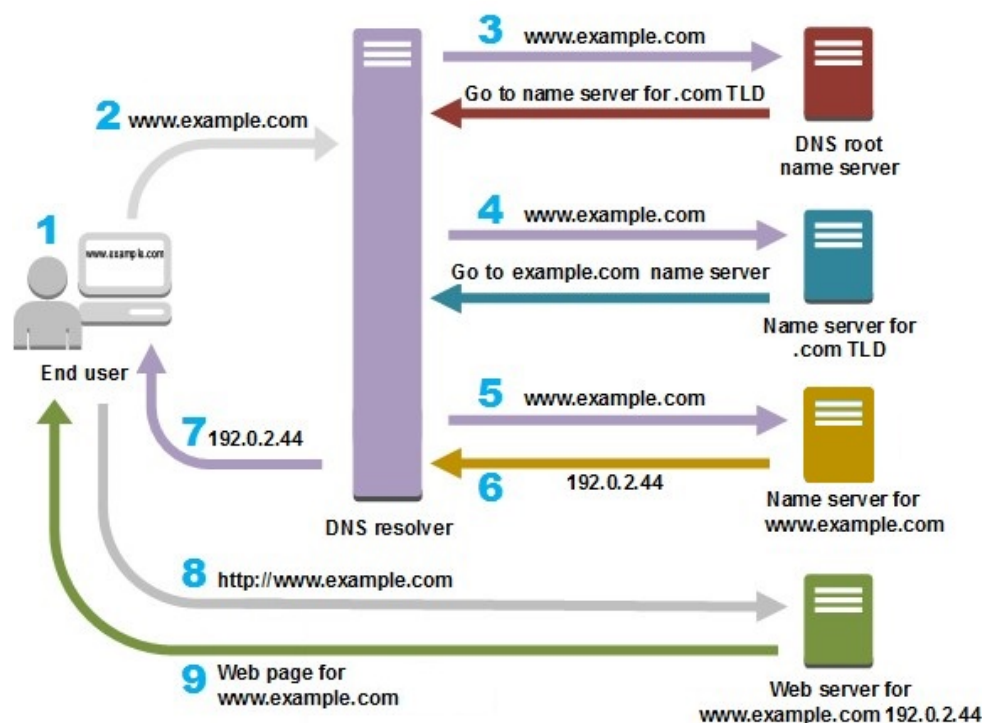 3 www.example.com
Go to name server for .com TLD
DNS root
name server
2 www.example.com
1
www.example.com
End user
4 www.example.com
Go to example.com name server
Name server for
.com TLD
5 www.example.com
6 192.0.2.44
Name server for
www.example.com
7 192.0.2.44
DNS resolver
8 http://www.example.com
9 Web page for
www.example.com
Web server for
www.example.com 192.0.2.44